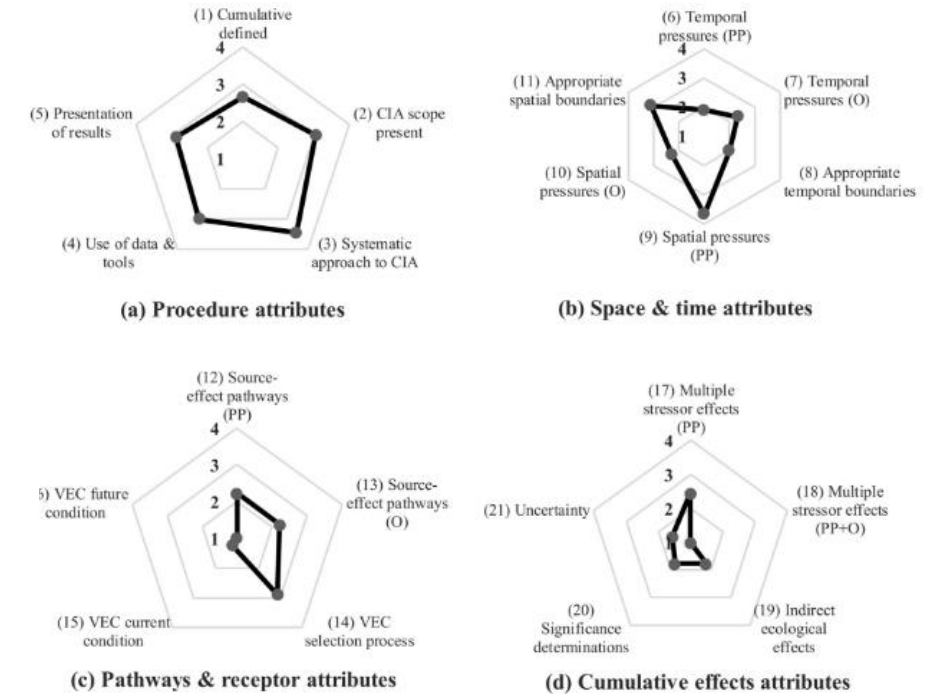 (1) Cumulative
defined
4
3
2
1
(2) CIA scope
present
(3) Systematic
approach to CIA
(4) Use of data &
tools
(5) Presentation
of results
(a) Procedure attributes
(6) Temporal
pressures (PP)
4
3
2
1
(7) Temporal
pressures (O)
(8) Appropriate
temporal boundaries
(9) Spatial pressures
(PP)
(10) Spatial
pressures (O)
(11) Appropriate
spatial boundaries
(b) Space & time attributes
(12) Source-
effect pathways
(PP)
4
3
2
1
(13) Source-
effect pathways
(O)
(14) VEC
selection process
(15) VEC current
condition
6) VEC future
condition
(c) Pathways & receptor attributes
(17) Multiple
stressor effects
(PP)
4
3
2
1
(18) Multiple
stressor effects
(PP+O)
(19) Indirect
ecological
effects
(20)
Significance
determinations
(21) Uncertainty
(d) Cumulative effects attributes